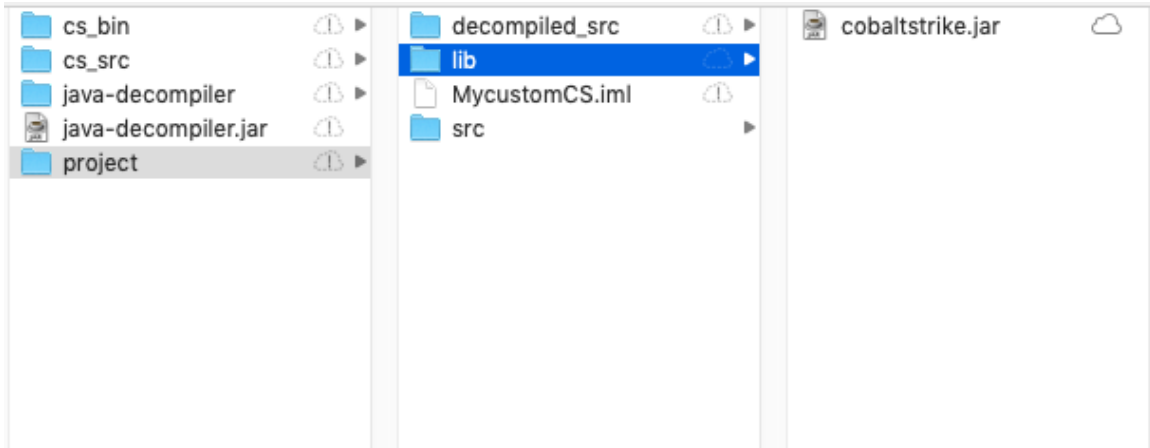 cs_bin
cs_src
java-decompiler
java-decompiler.jar
project
decompiled_src
lib
MycustomCS.iml
src
cobaltstrike.jar